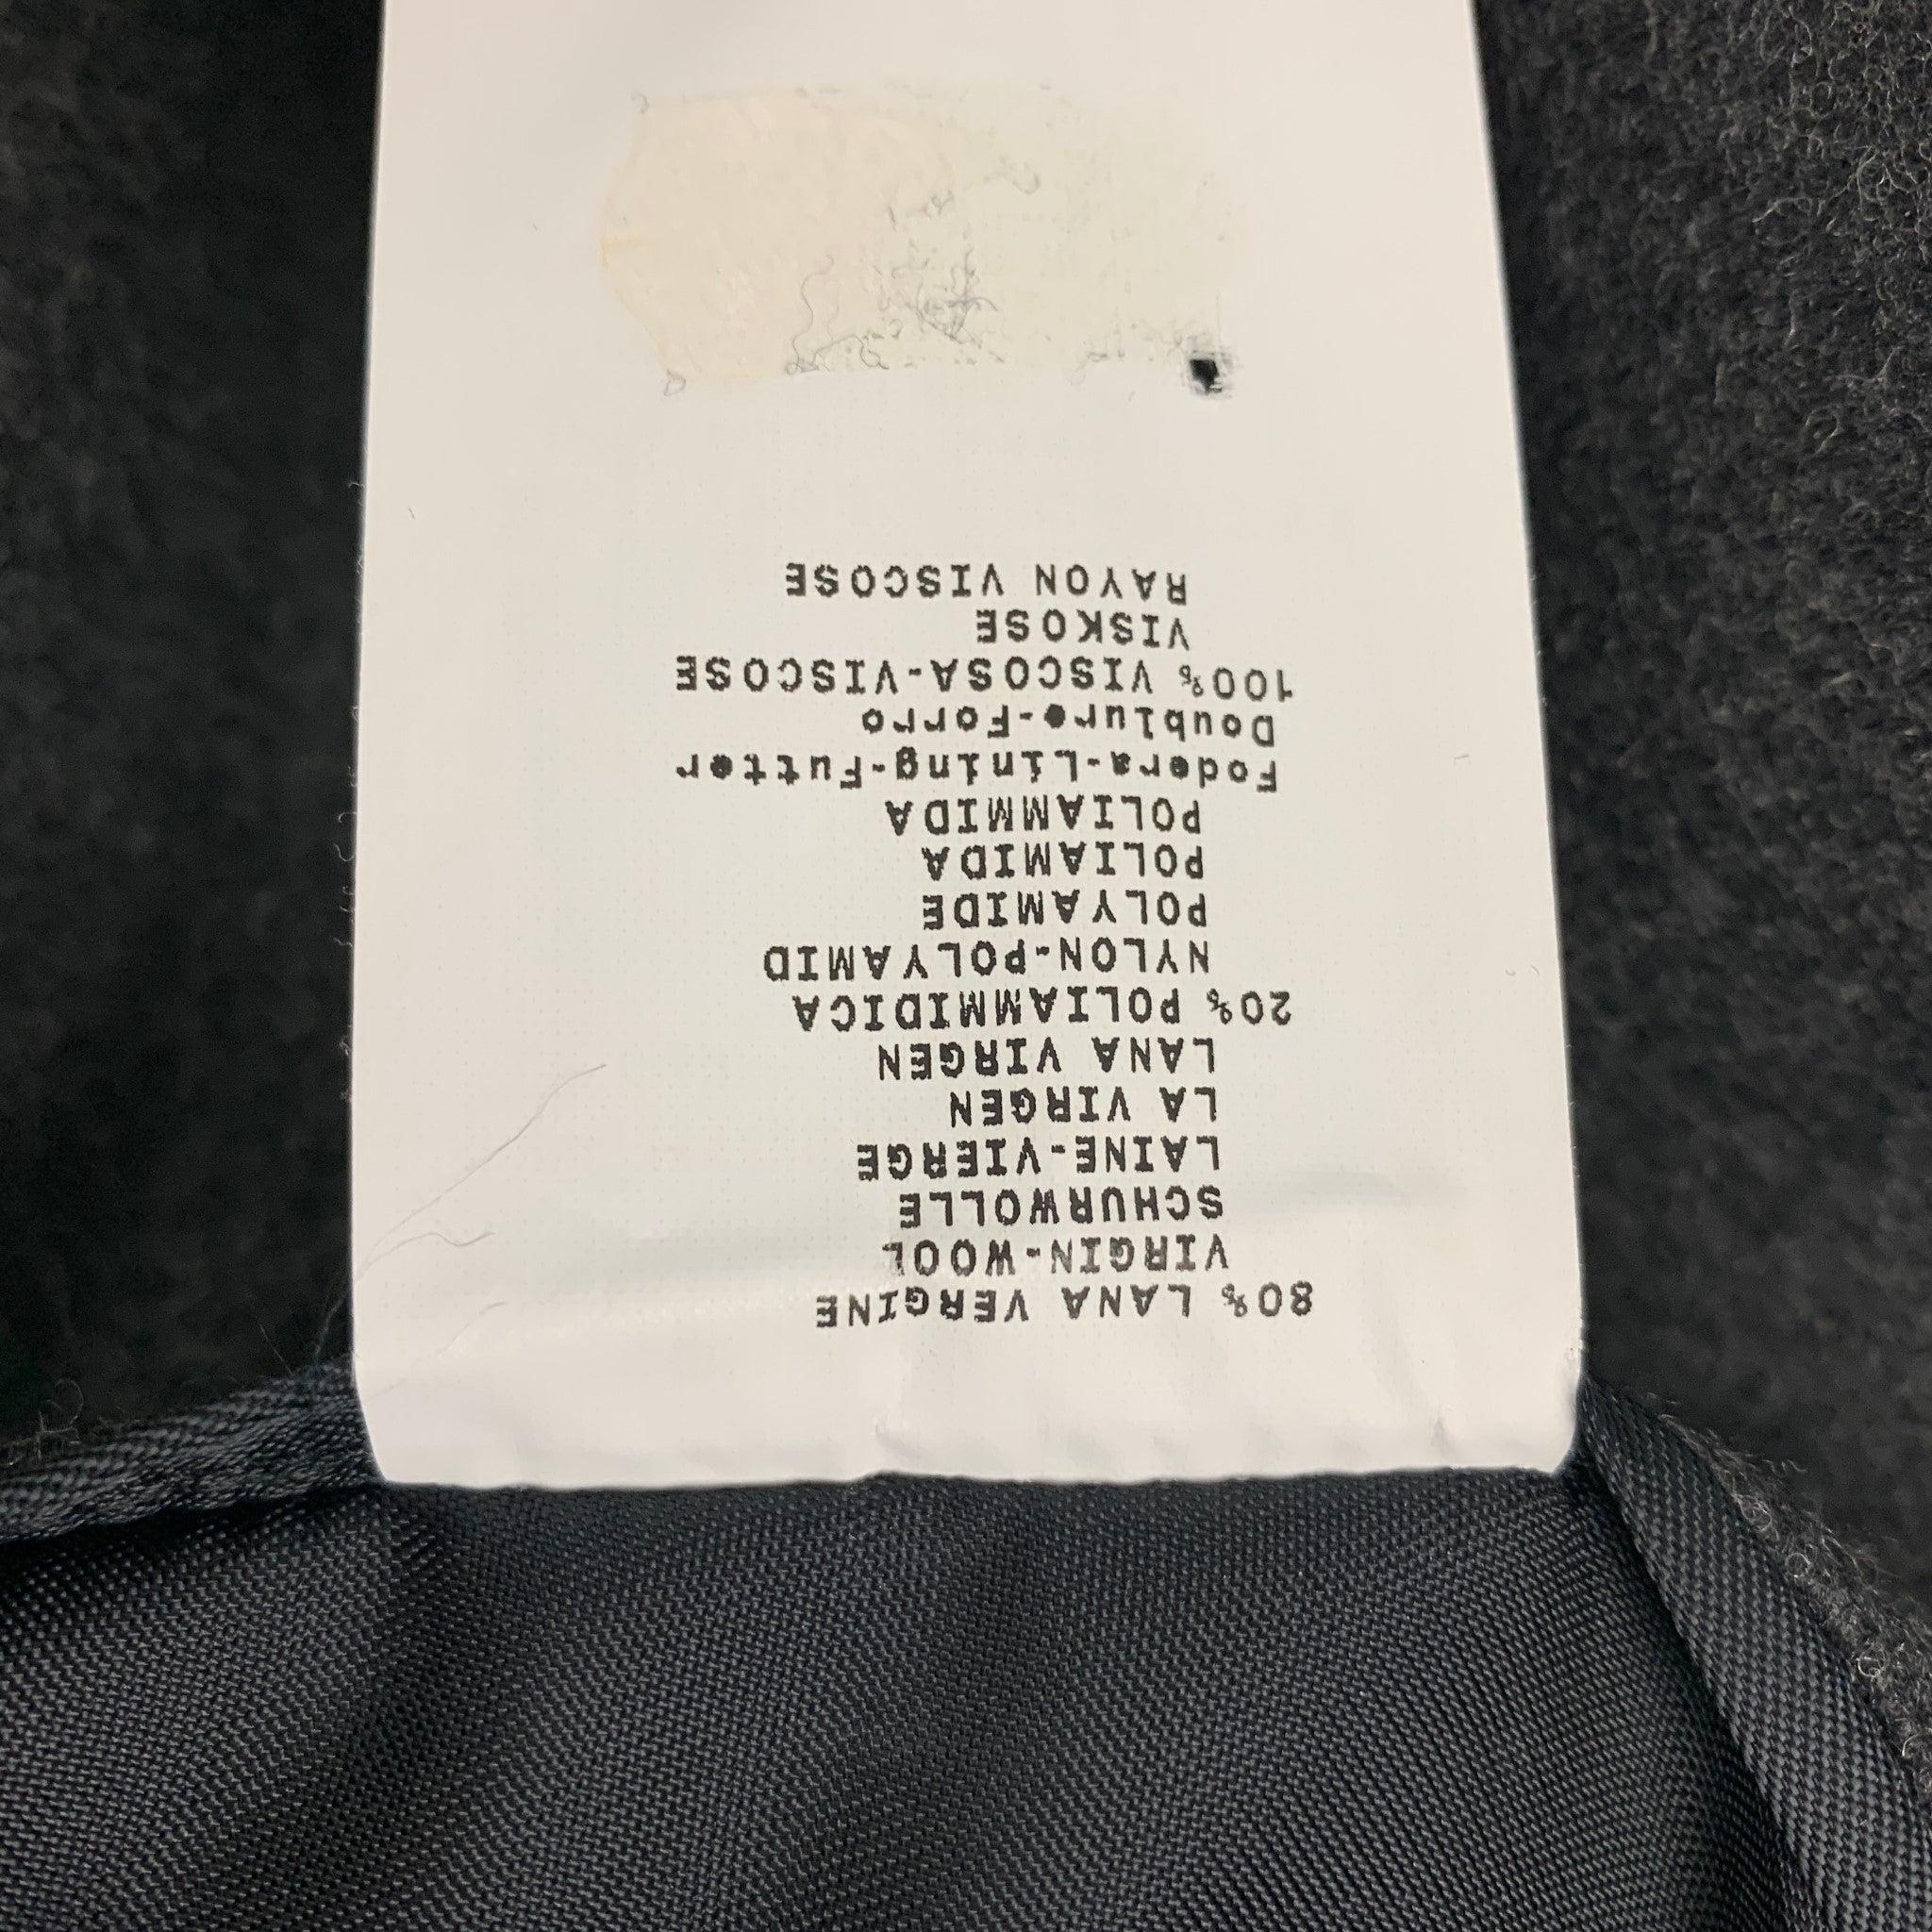 80% LANA VERGINE
VIRGIN-WOOL
SCHURWOLLE
LAINE-VIERGE
LA VIRGEN
LANA VIRGEN
20% POLIAMMIDICA
NYLON-POLYAMID
POLYAMIDE
POLIAMIDA
POLIAMMIDA
Fodera-Lining-Futter
Doublure-Forro
100% VISCOSA-VISCOSE
VISKOSE
RAYON VISCOSE